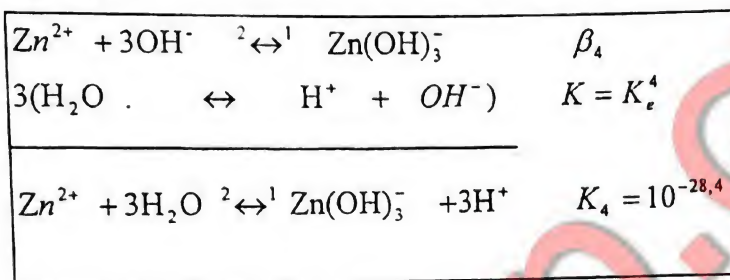 Zn²⁺ + 3OH⁻ ²↔¹ Zn(OH)₃⁻ β₄
3(H₂O . ↔ H⁺ + OH⁻) K = Kₑ⁴
Zn²⁺ + 3H₂O ²↔¹ Zn(OH)₃⁻ +3H⁺ K₄ = 10⁻²⁸,⁴